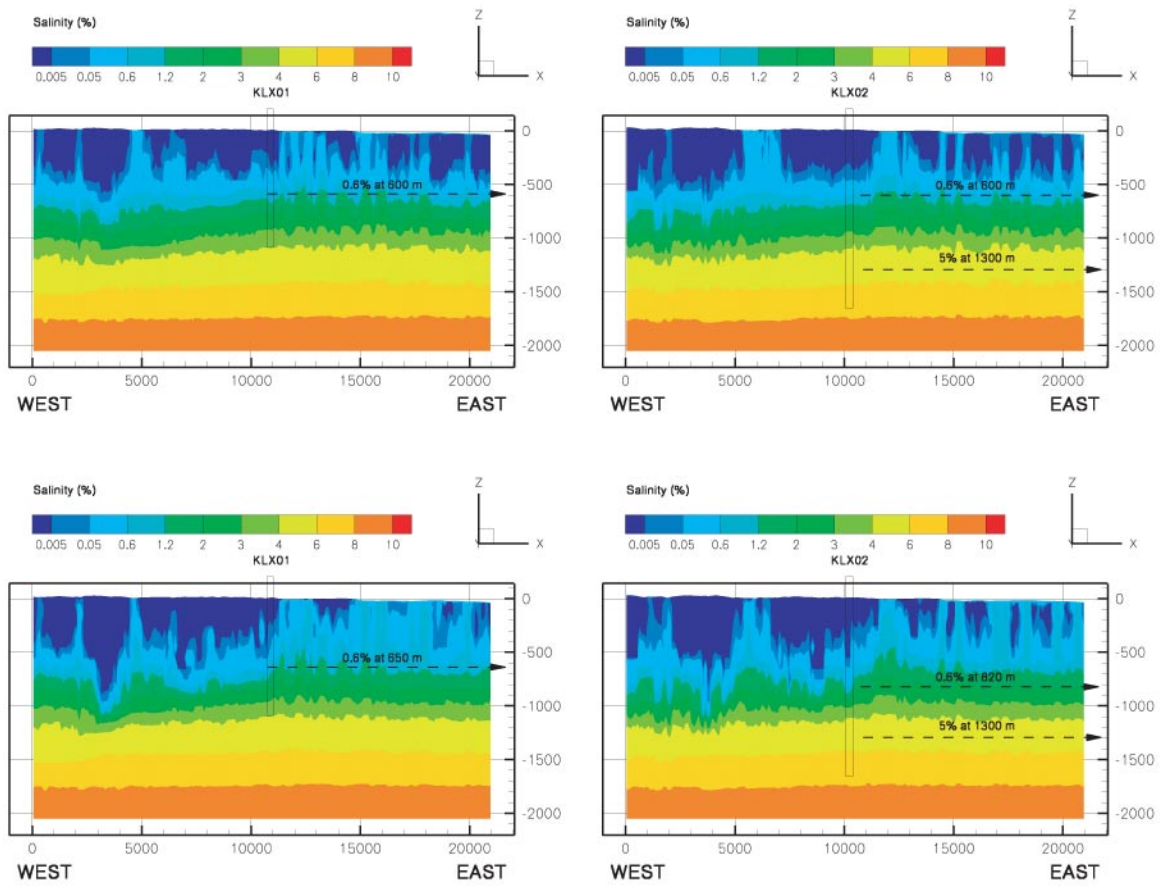 Salinity (%)
Z
X
0.005 0.05 0.6 1.2 2 3 4 6 8 10
KLX01
0
0.6% at 600 m
-500
-1000
-1500
-2000
0 5000 10000 15000 20000
WEST EAST
Salinity (%)
Z
X
0.005 0.05 0.6 1.2 2 3 4 6 8 10
KLX02
0
0.6% at 600 m
-500
-1000
5% at 1300 m
-1500
-2000
0 5000 10000 15000 20000
WEST EAST
Salinity (%)
Z
X
0.005 0.05 0.6 1.2 2 3 4 6 8 10
KLX01
0
-500
0.6% at 650 m
-1000
-1500
-2000
0 5000 10000 15000 20000
WEST EAST
Salinity (%)
Z
X
0.005 0.05 0.6 1.2 2 3 4 6 8 10
KLX02
0
-500
0.6% at 820 m
-1000
5% at 1300 m
-1500
-2000
0 5000 10000 15000 20000
WEST EAST